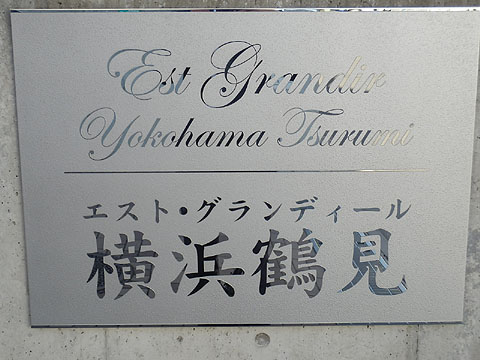 Est Grandir
Yokohama Tsurumi
エスト・グランディール
横浜鶴見